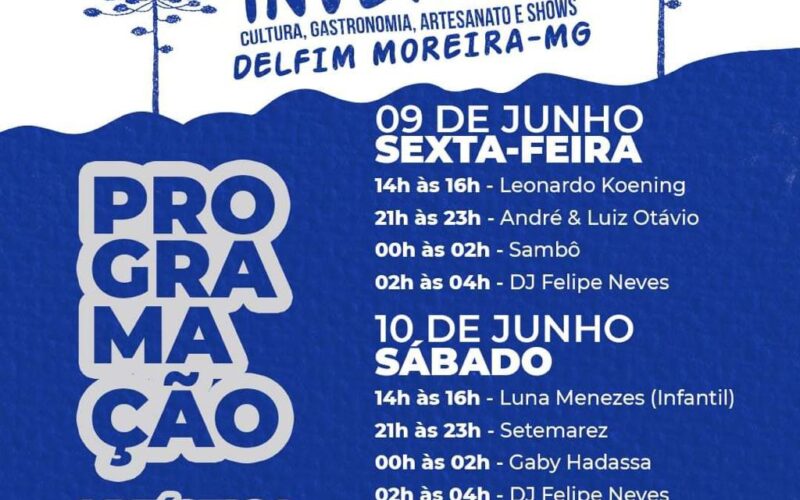 CULTURA, GASTRONOMIA, ARTESANATO E SHOWS
DELFIM MOREIRA-MG
PRO
GRA
MA
ÇÃO
09 DE JUNHO
SEXTA-FEIRA
14h às 16h - Leonardo Koening
21h às 23h - André & Luiz Otávio
00h às 02h - Sambô
02h às 04h - DJ Felipe Neves
10 DE JUNHO
SÁBADO
14h às 16h - Luna Menezes (Infantil)
21h às 23h - Setemarez
00h às 02h - Gaby Hadassa
02h às 04h - DJ Felipe Neves